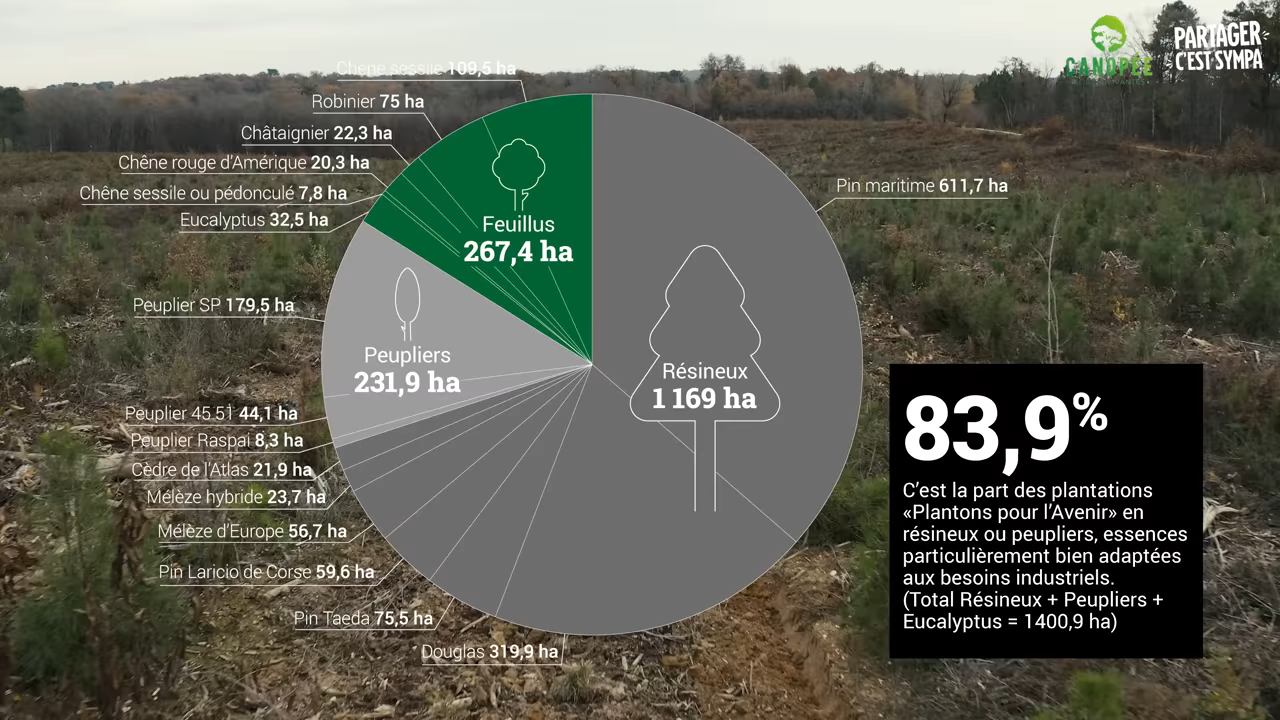 CANOPÉE
PARTAGER
C'EST SYMPA
Chêne sessile 109,5 ha
Robinier 75 ha
Châtaignier 22,3 ha
Chêne rouge d'Amérique 20,3 ha
Chêne sessile ou pédonculé 7,8 ha
Eucalyptus 32,5 ha
Feuillus
267,4 ha
Pin maritime 611,7 ha
Peuplier SP 179,5 ha
Peupliers
231,9 ha
Résineux
1 169 ha
Peuplier 45.51 44,1 ha
Peuplier Raspai 8,3 ha
Cèdre de l'Atlas 21,9 ha
Mélèze hybride 23,7 ha
Mélèze d'Europe 56,7 ha
Pin Laricio de Corse 59,6 ha
Pin Taeda 75,5 ha
Douglas 319,9 ha
83,9%
C'est la part des plantations
«Plantons pour l'Avenir» en
résineux ou peupliers, essences
particulièrement bien adaptées
aux besoins industriels.
(Total Résineux + Peupliers +
Eucalyptus = 1400,9 ha)